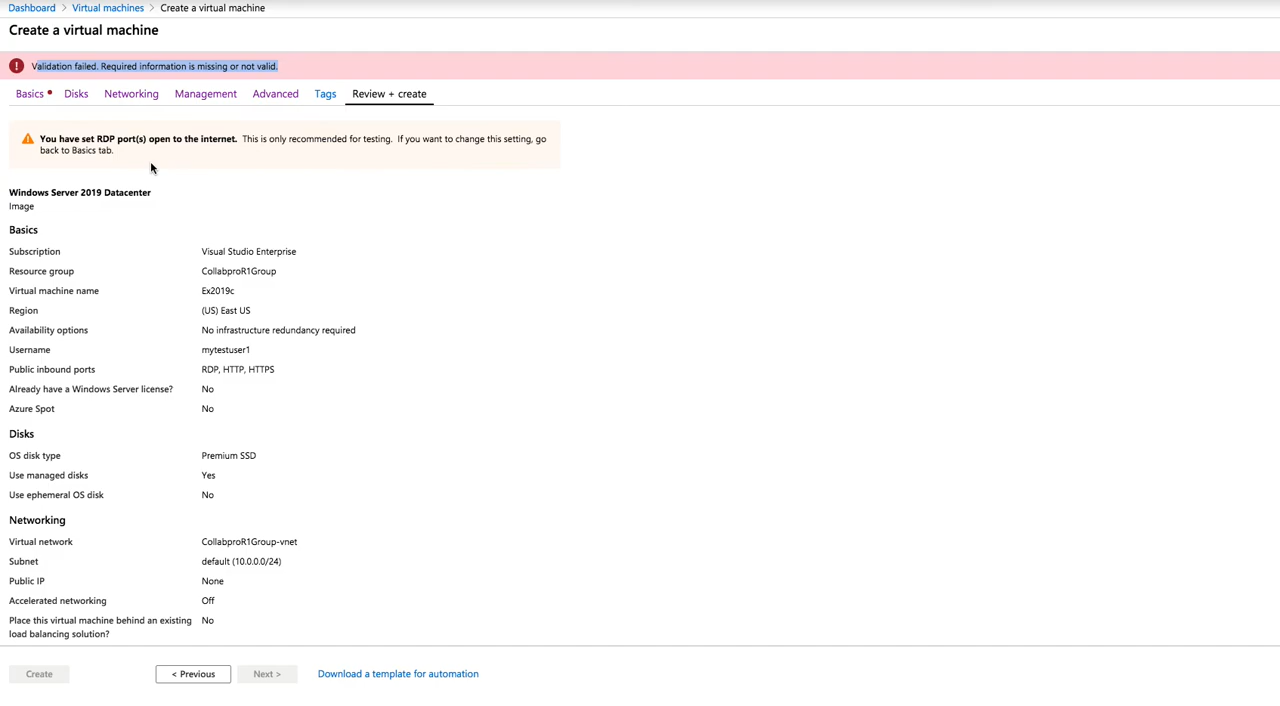 Dashboard > Virtual machines > Create a virtual machine
Create a virtual machine
! Validation failed. Required information is missing or not valid.
Basics Disks Networking Management Advanced Tags Review + create
You have set RDP port(s) open to the internet. This is only recommended for testing. If you want to change this setting, go
back to Basics tab.
Windows Server 2019 Datacenter
Image
Basics
Subscription Visual Studio Enterprise
Resource group CollabproR1Group
Virtual machine name Ex2019c
Region (US) East US
Availability options No infrastructure redundancy required
Username mytestuser1
Public inbound ports RDP, HTTP, HTTPS
Already have a Windows Server license? No
Azure Spot No
Disks
OS disk type Premium SSD
Use managed disks Yes
Use ephemeral OS disk No
Networking
Virtual network CollabproR1Group-vnet
Subnet default (10.0.0.0/24)
Public IP None
Accelerated networking Off
Place this virtual machine behind an existing No
load balancing solution?
Create < Previous Next > Download a template for automation